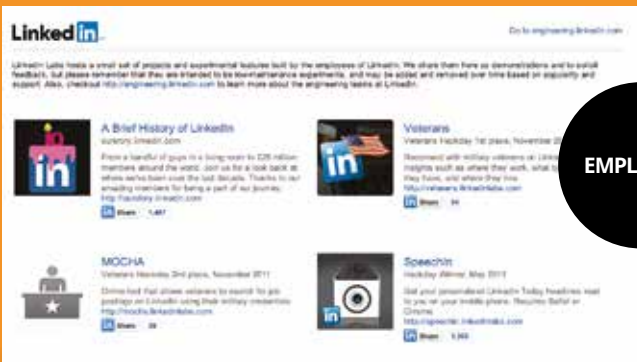 Linked in
Go to engineering.linkedin.com
LinkedIn Labs hosts a small set of projects and experimental features built by the employees of LinkedIn. We share them here as demonstrations and to solicit
feedback, but please remember that they are intended to be low-maintenance experiments, and may be added and removed over time based on popularity and
support. Also, checkout http://engineering.linkedin.com to learn more about the engineering teams at LinkedIn.
A Brief History of LinkedIn
ourstory.linkedin.com
From a handful of guys in a living room to 225 million
members around the world. Join us for a look back at
where we've been over the last decade. Thanks to our
amazing members for being a part of our journey.
http://ourstory.linkedin.com
in Share
Veterans
Veterans Hackday 1st place, November
Reconnect with military veterans on
insights such as where they work, what
they have, and where they live.
http://veterans.linkedinlabs.com
in Share
EMPL
MOCHA
Veterans Hackday 2nd place, November 2011
Online tool that allows veterans to search for job
postings on LinkedIn using their military credentials
http://mocha.linkedinlabs.com
in Share
SpeechIn
Hackday Winner, May 2011
Get your personalized LinkedIn Today headlines read
to you on your mobile phone. Requires Safari or
Chrome.
http://speechin.linkedinlabs.com
in Share